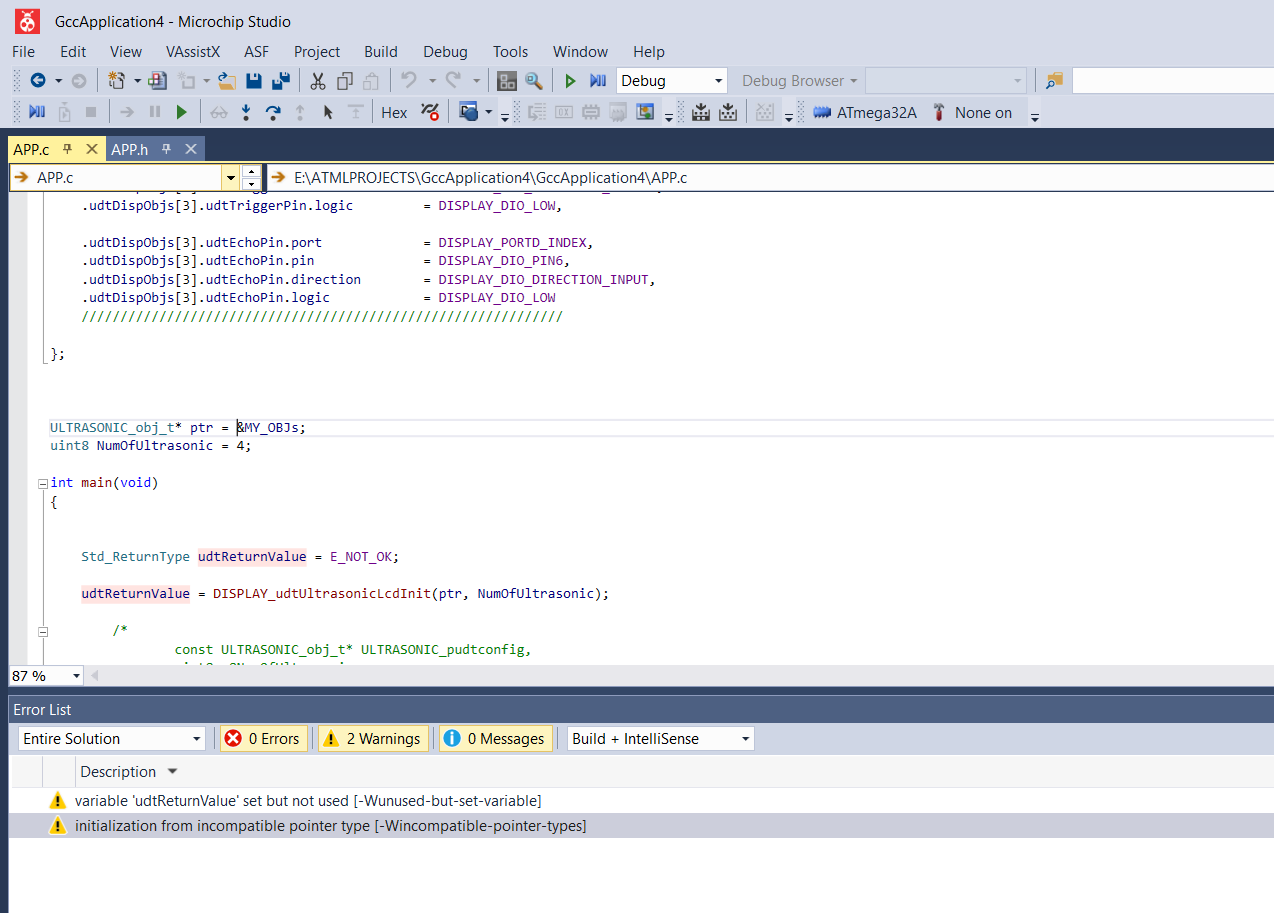 GccApplication4 - Microchip Studio
File Edit View VAssistX ASF Project Build Debug Tools Window Help
Debug Debug Browser
Hex ATmega32A None on
APP.c APP.h
APP.c E:\ATMLPROJECTS\GccApplication4\GccApplication4\APP.c
.udtDispObjs[3].udtTriggerPin.logic = DISPLAY_DIO_LOW,
.udtDispObjs[3].udtEchoPin.port = DISPLAY_PORTD_INDEX,
.udtDispObjs[3].udtEchoPin.pin = DISPLAY_DIO_PIN6,
.udtDispObjs[3].udtEchoPin.direction = DISPLAY_DIO_DIRECTION_INPUT,
.udtDispObjs[3].udtEchoPin.logic = DISPLAY_DIO_LOW
//////////////////////////////////////////////////////////////
};
ULTRASONIC_obj_t* ptr = &MY_OBJs;
uint8 NumOfUltrasonic = 4;
int main(void)
{
Std_ReturnType udtReturnValue = E_NOT_OK;
udtReturnValue = DISPLAY_udtUltrasonicLcdInit(ptr, NumOfUltrasonic);
/*
const ULTRASONIC_obj_t* ULTRASONIC_pudtconfig,
87 %
Error List
Entire Solution 0 Errors 2 Warnings 0 Messages Build + IntelliSense
Description
variable 'udtReturnValue' set but not used [-Wunused-but-set-variable]
initialization from incompatible pointer type [-Wincompatible-pointer-types]